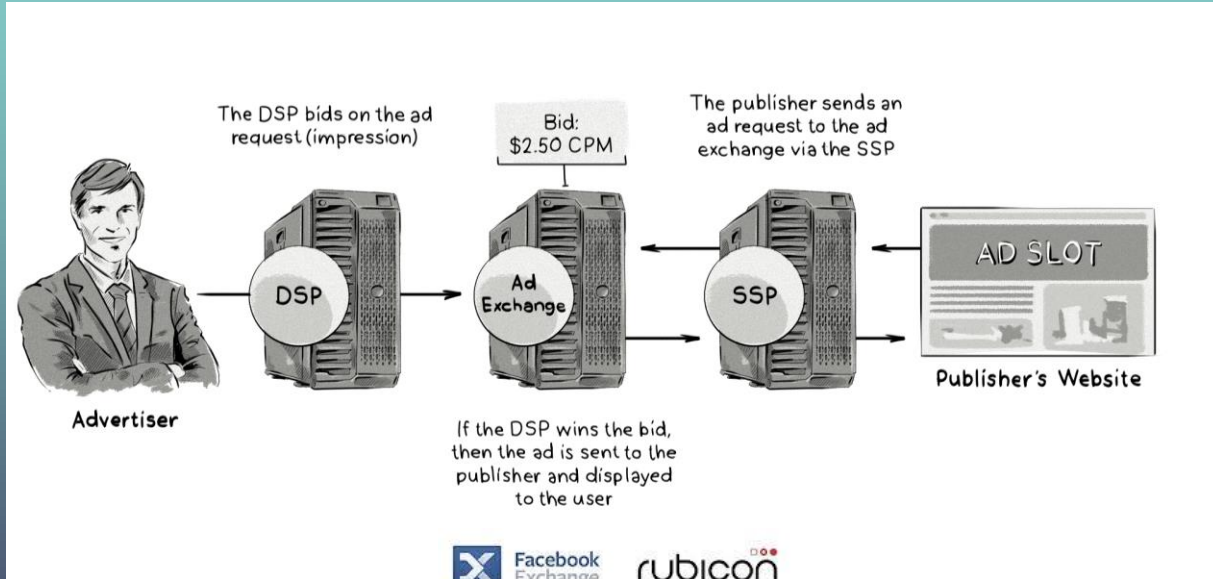 The DSP bids on the ad
request (impression)
Bid:
$2.50 CPM
The publisher sends an
ad request to the ad
exchange via the SSP
DSP
Ad
Exchange
SSP
AD SLOT
Advertiser
Publisher's Website
If the DSP wins the bid,
then the ad is sent to the
publisher and displayed
to the user
Facebook
Exchange
rubicon